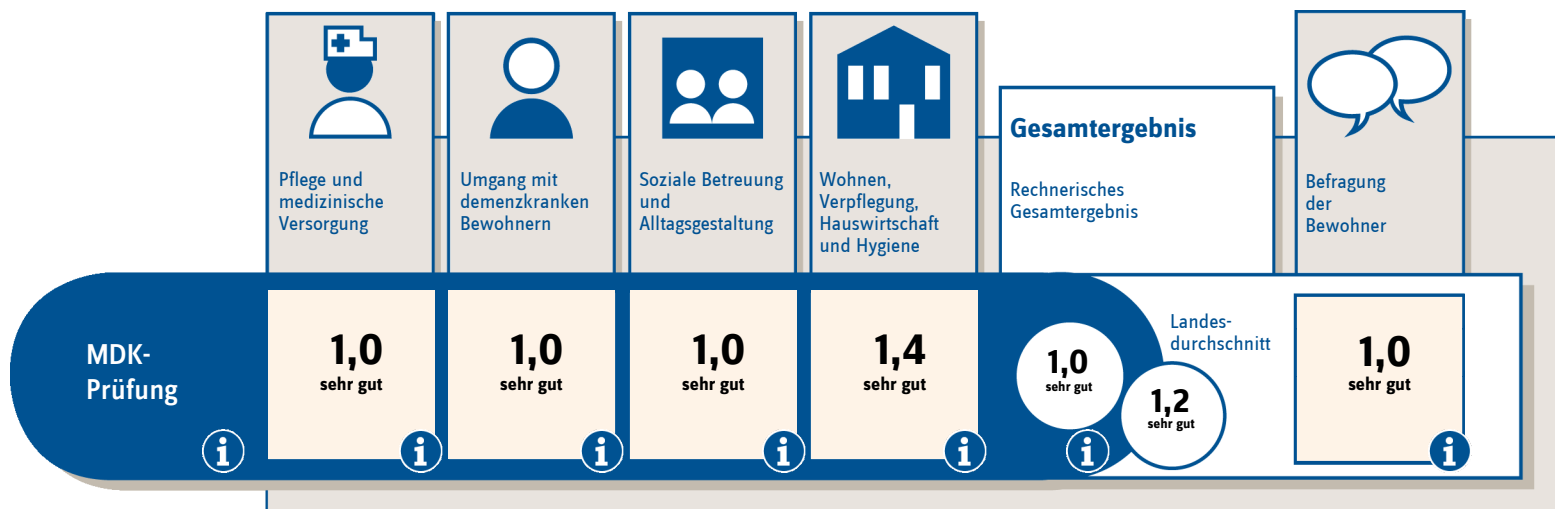 Pflege und
medizinische
Versorgung
Umgang mit
demenzkranken
Bewohnern
Soziale Betreuung
und
Alltagsgestaltung
Wohnen,
Verpflegung,
Hauswirtschaft
und Hygiene
Gesamtergebnis
Rechnerisches
Gesamtergebnis
Befragung
der
Bewohner
MDK-
Prüfung
i
1,0
sehr gut
i
1,0
sehr gut
i
1,0
sehr gut
i
1,4
sehr gut
i
1,0
sehr gut
i
Landes-
durchschnitt
1,2
sehr gut
1,0
sehr gut
i